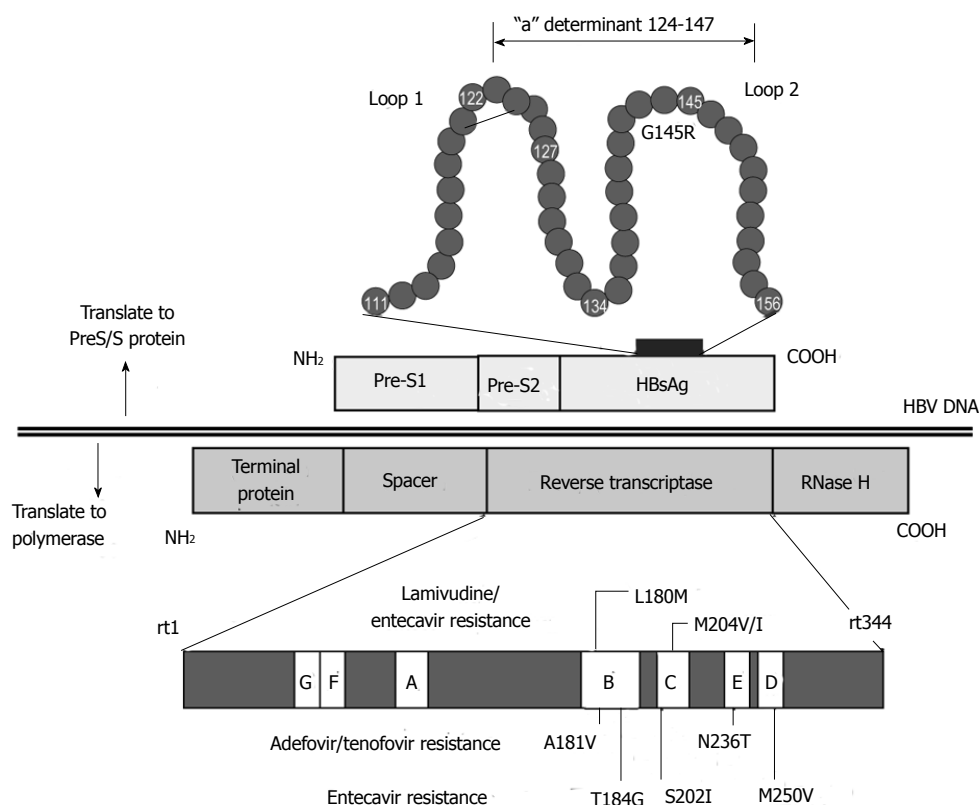 “a” determinant 124-147
Loop 1
Loop 2
122
145
G145R
127
111
134
156
Translate to
PreS/S protein
NH2
COOH
Pre-S1
Pre-S2
HBsAg
HBV DNA
Terminal
protein
Spacer
Reverse transcriptase
RNase H
Translate to
polymerase
NH2
COOH
Lamivudine/
entecavir resistance
L180M
M204V/I
rt1
rt344
G
F
A
B
C
E
D
Adefovir/tenofovir resistance
A181V
N236T
Entecavir resistance
T184G
S202I
M250V